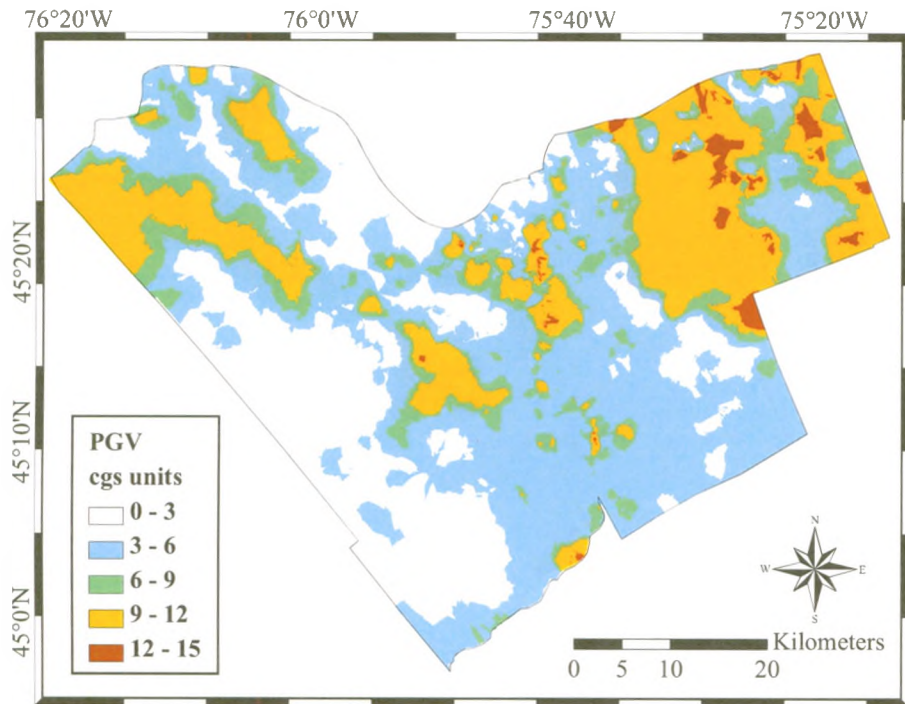 76°20'W 76°0'W 75°40'W 75°20'W
45°20'N
45°10'N
45°0'N
PGV
cgs units
0 - 3
3 - 6
6 - 9
9 - 12
12 - 15
N
W E
S
Kilometers
0 5 10 20